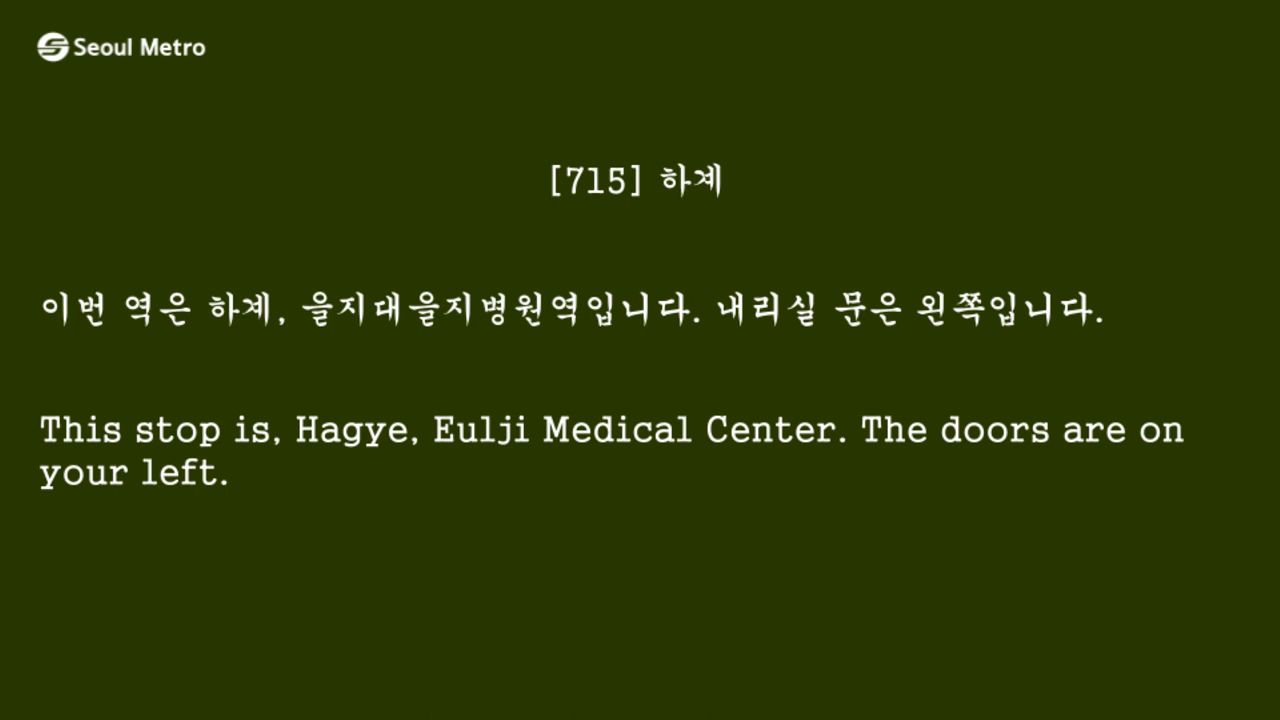 Seoul Metro
[715] 하계
이번 역은 하계, 을지대을지병원역입니다. 내리실 문은 왼쪽입니다.
This stop is, Hagye, Eulji Medical Center. The doors are on
your left.